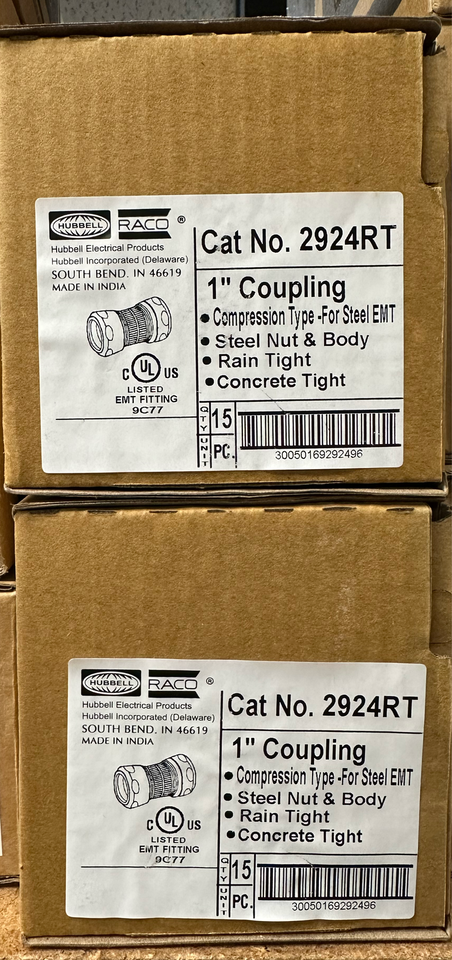 HUBBELL RACO ®
Hubbell Electrical Products
Hubbell Incorporated (Delaware)
SOUTH BEND. IN 46619
MADE IN INDIA
C UL US
LISTED
EMT FITTING
9C77
Cat No. 2924RT
1" Coupling
• Compression Type -For Steel EMT
• Steel Nut & Body
• Rain Tight
• Concrete Tight
QTY 15
UNIT PC.
30050169292496
HUBBELL RACO ®
Hubbell Electrical Products
Hubbell Incorporated (Delaware)
SOUTH BEND. IN 46619
MADE IN INDIA
C UL US
LISTED
EMT FITTING
9C77
Cat No. 2924RT
1" Coupling
• Compression Type -For Steel EMT
• Steel Nut & Body
• Rain Tight
• Concrete Tight
QTY 15
UNIT PC.
30050169292496